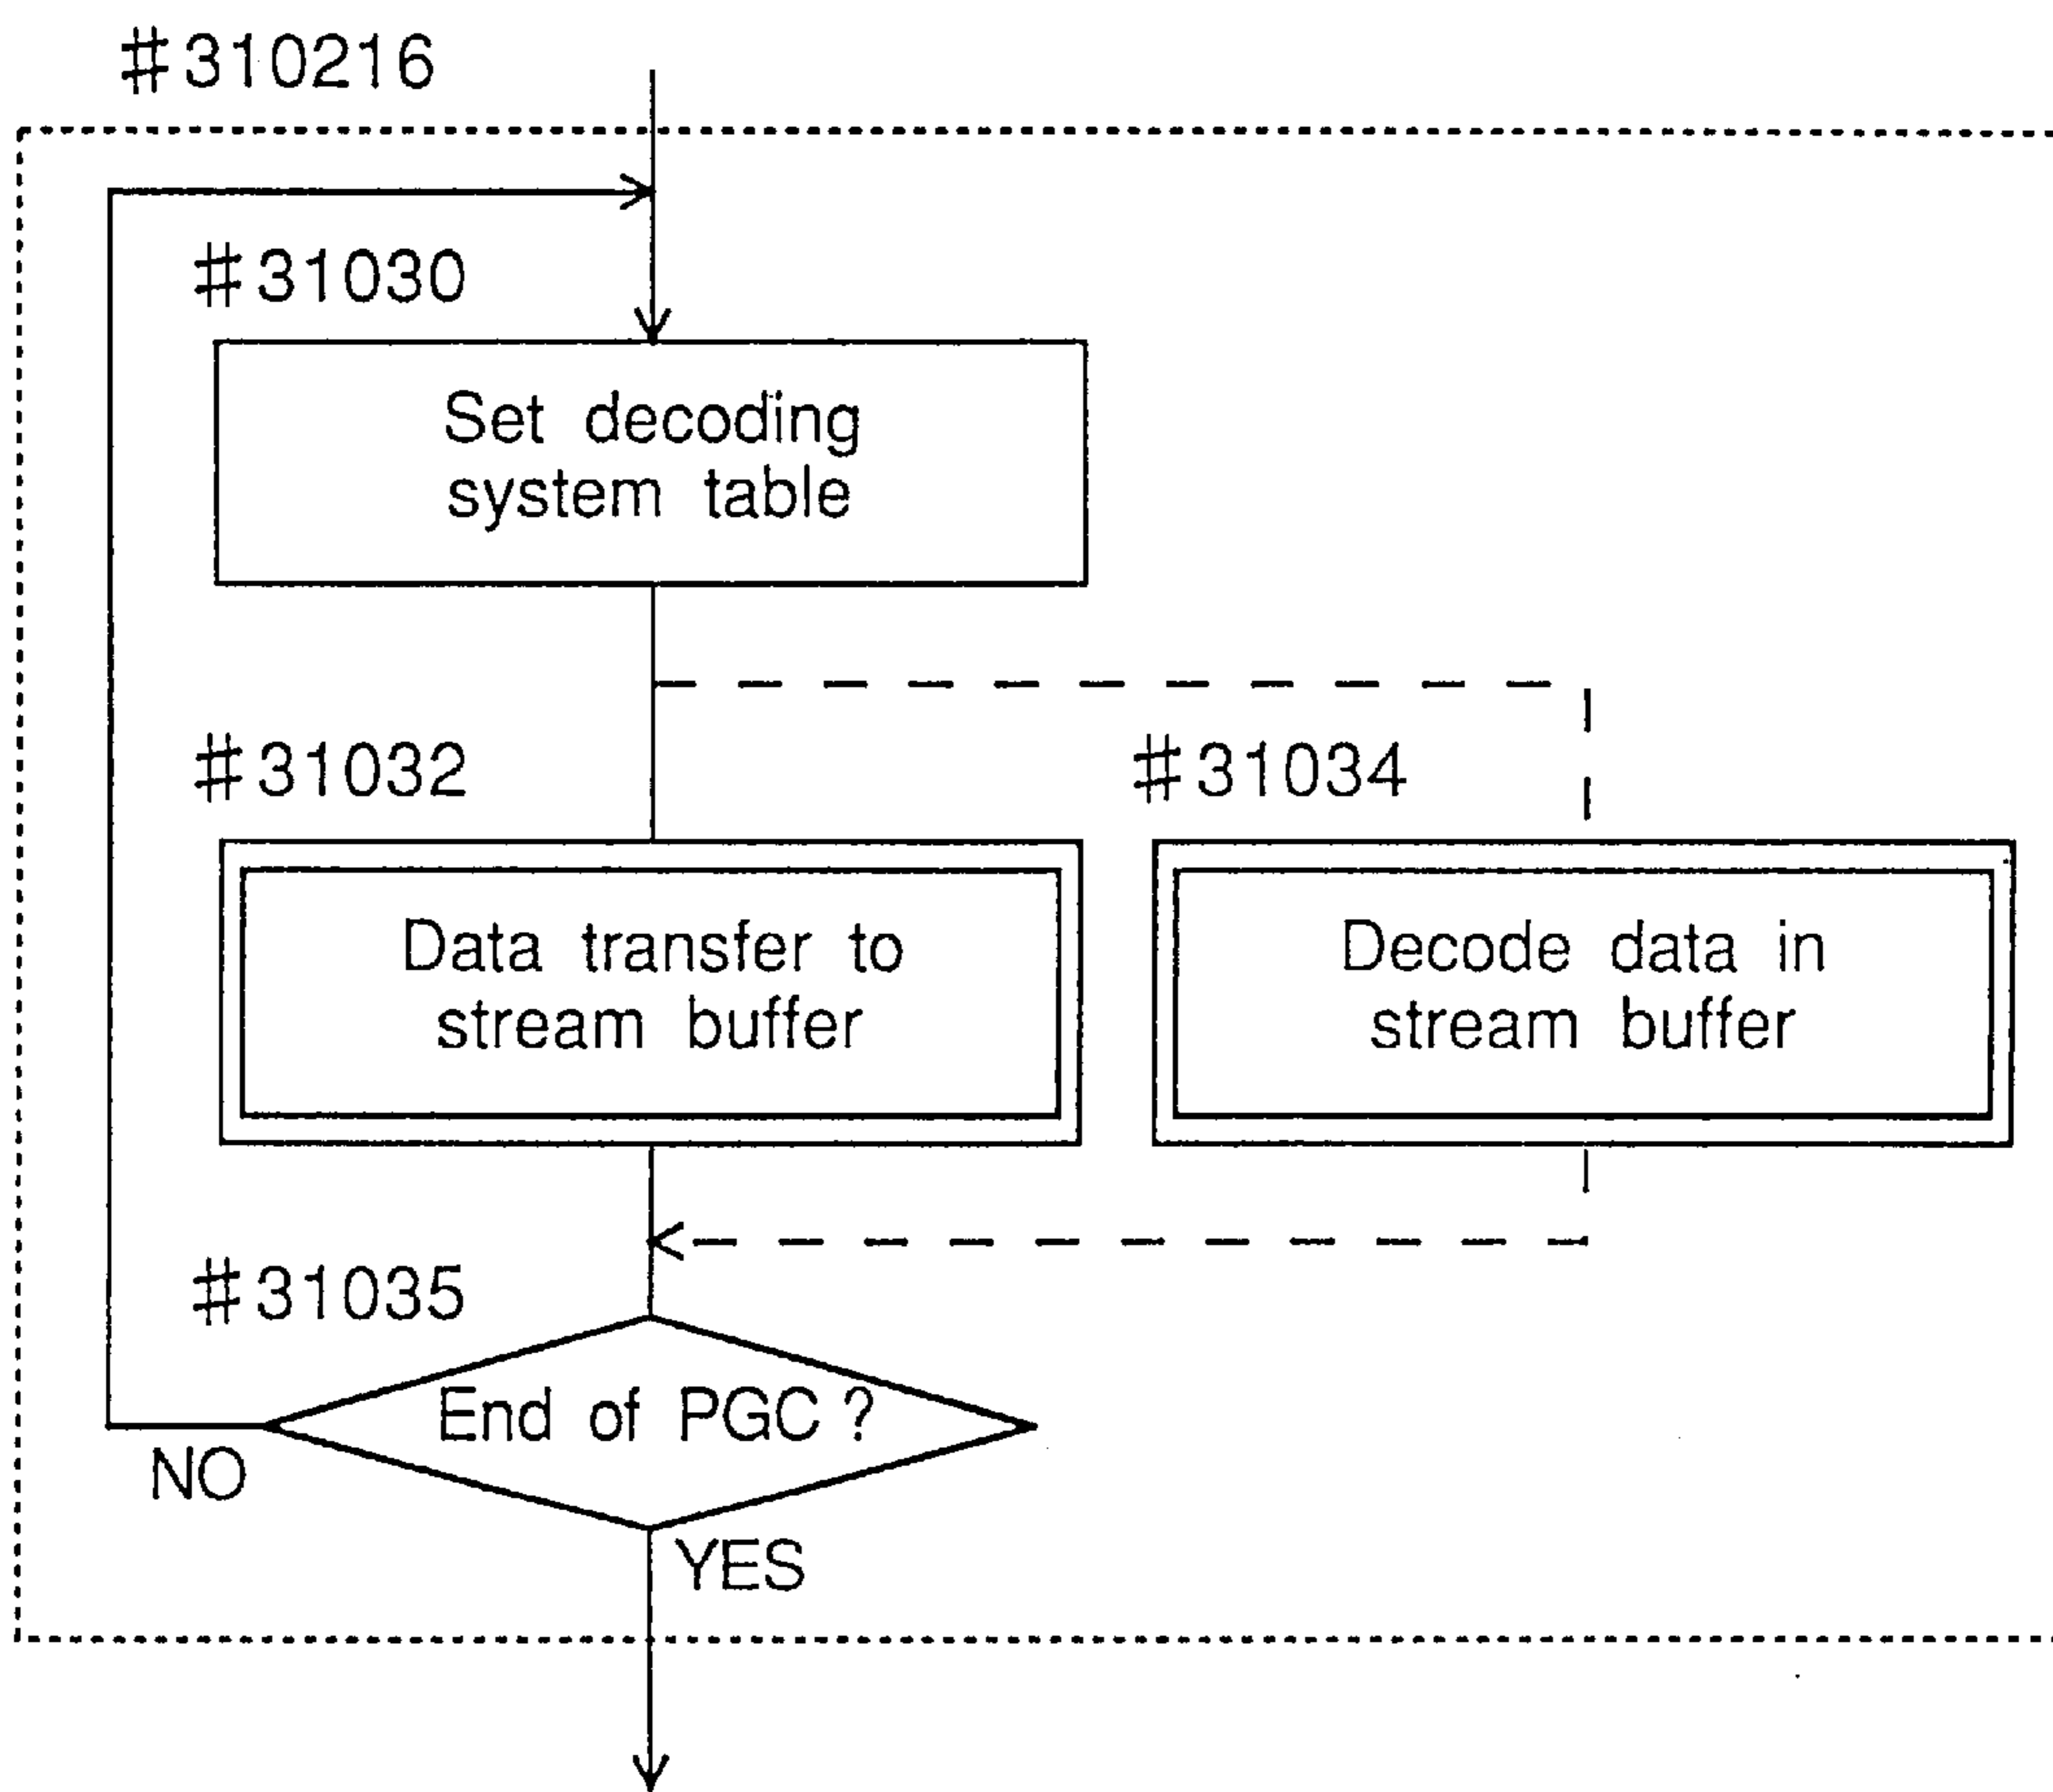 #310216
#31030
Set decoding
system table
#31032
#31034
Data transfer to
stream buffer
Decode data in
stream buffer
#31035
End of PGC ?
NO
YES